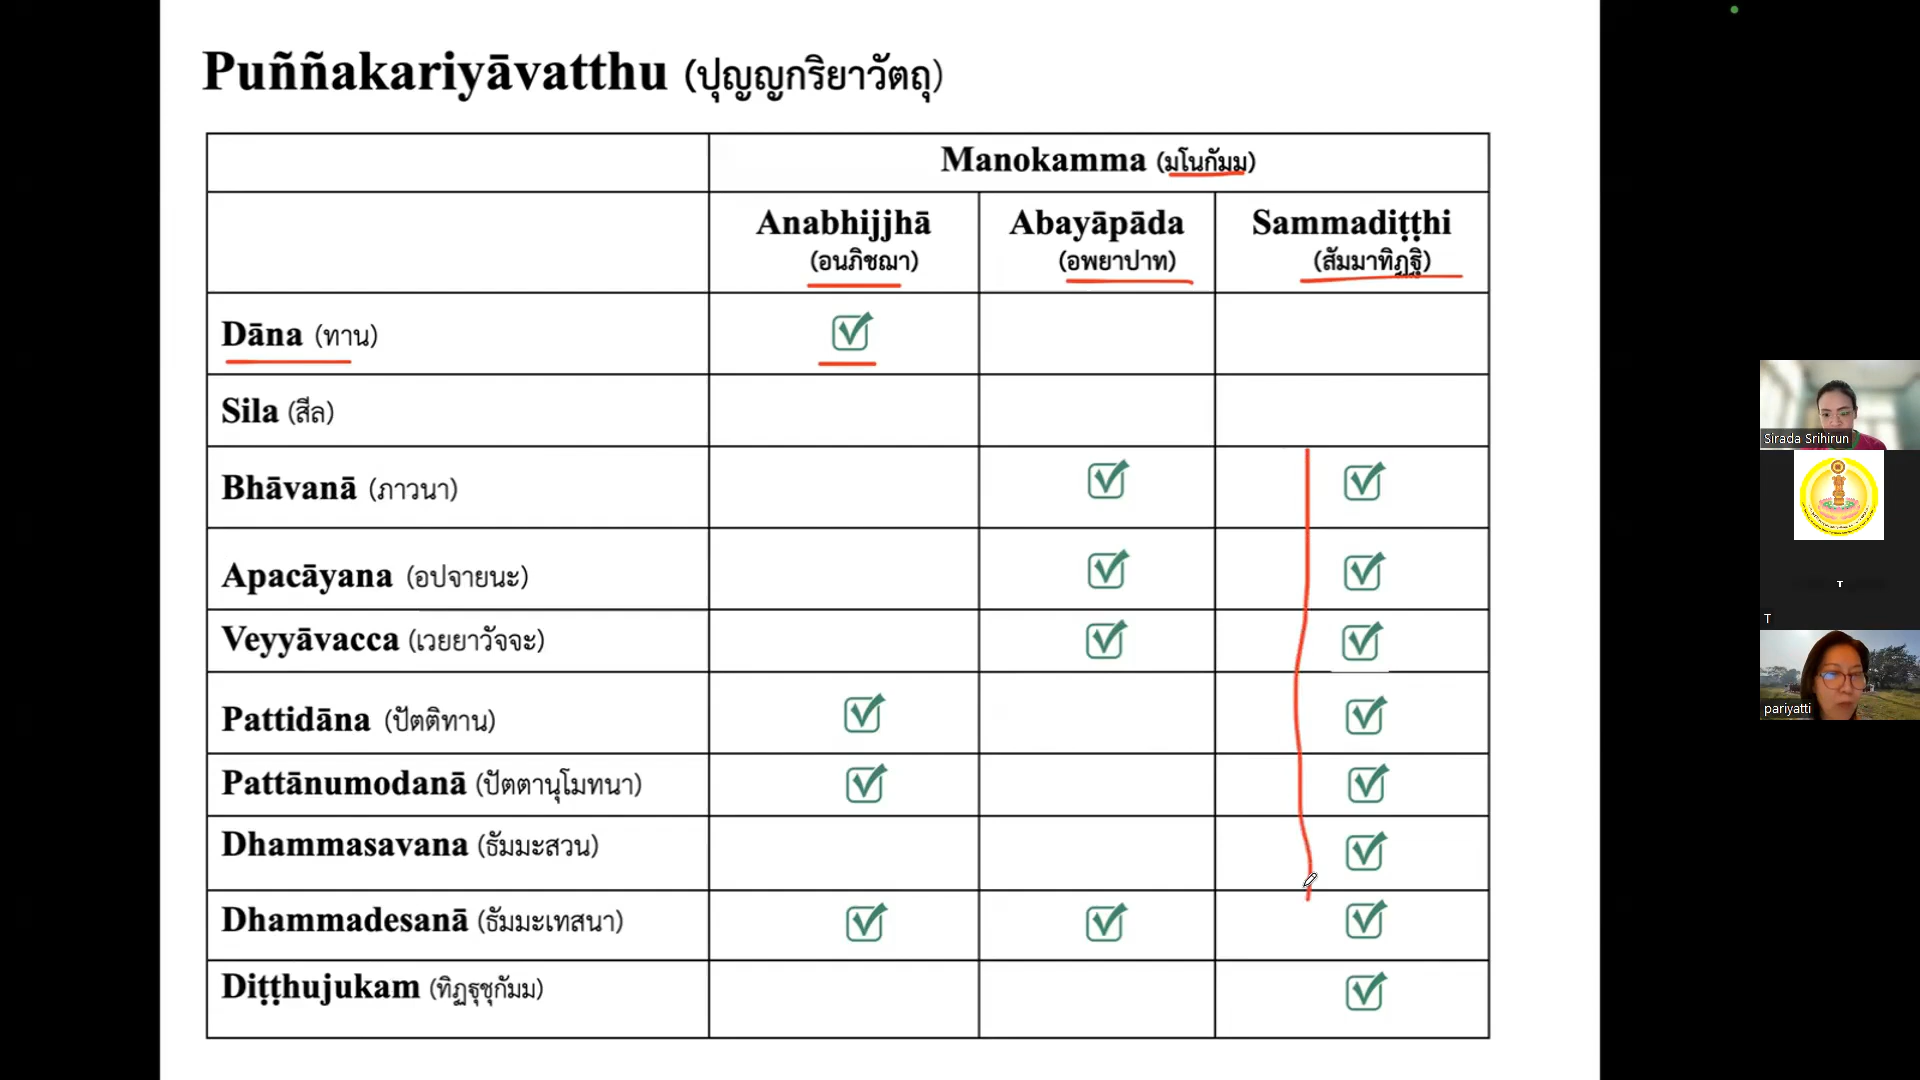 Puññakariyāvatthu (ปุญญกริยาวัตถุ)
Manokamma (มโนกัมม)
Anabhijjhā Abayāpāda Sammadiṭṭhi
(อนภิชฌา) (อพยาปาท) (สัมมาทิฏฐิ)
Dāna (ทาน)
Sila (สีล)
Bhāvanā (ภาวนา)
Apacāyana (อปจายนะ)
Veyyāvacca (เวยยาวัจจะ)
Pattidāna (ปัตติทาน)
Pattānumodanā (ปัตตานุโมทนา)
Dhammasavana (ธัมมะสวน)
Dhammadesanā (ธัมมะเทสนา)
Diṭṭhujukam (ทิฏฐุชุกัมม)
Sirada Srihirun
T
T
pariyatti